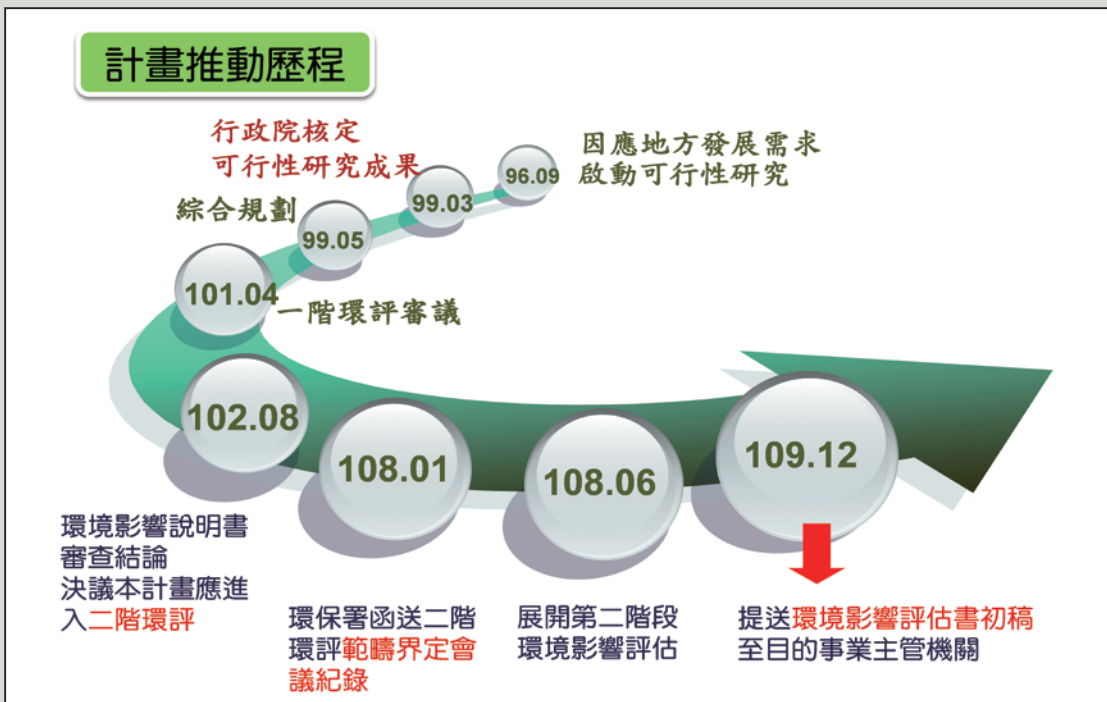 計畫推動歷程
因應地方發展需求
啟動可行性研究
96.09
行政院核定
可行性研究成果
99.03
綜合規劃
99.05
101.04
一階環評審議
102.08
環境影響說明書
審查結論
決議本計畫應進
入二階環評
108.01
環保署函送二階
環評範疇界定會
議紀錄
108.06
展開第二階段
環境影響評估
109.12
提送環境影響評估書初稿
至目的事業主管機關